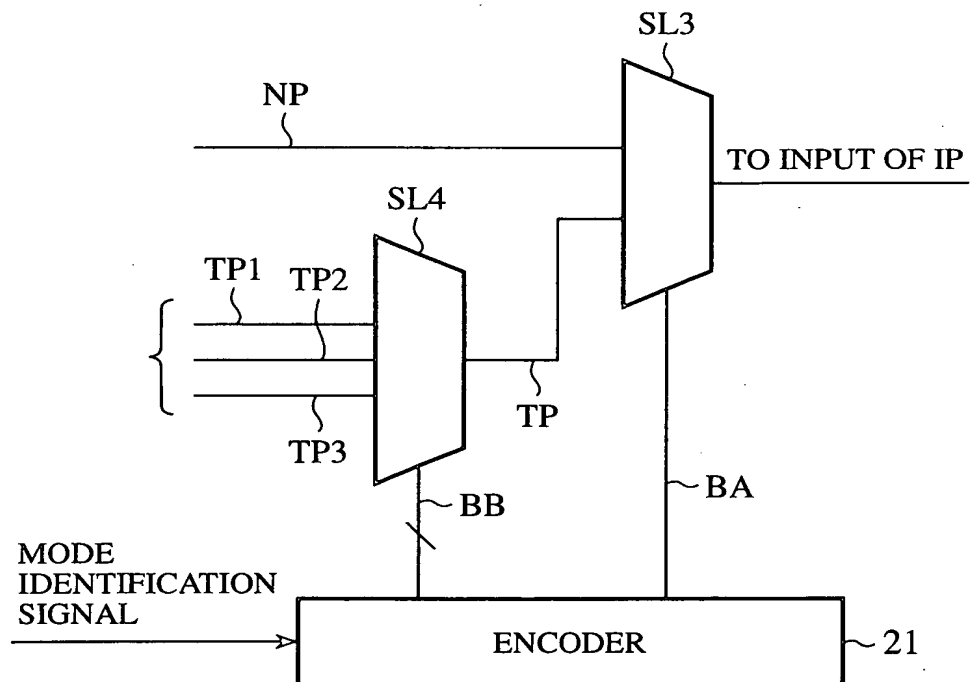 SL3
NP
TO INPUT OF IP
SL4
TP1
TP2
TP3
TP
BB
BA
MODE
IDENTIFICATION
SIGNAL
ENCODER
21